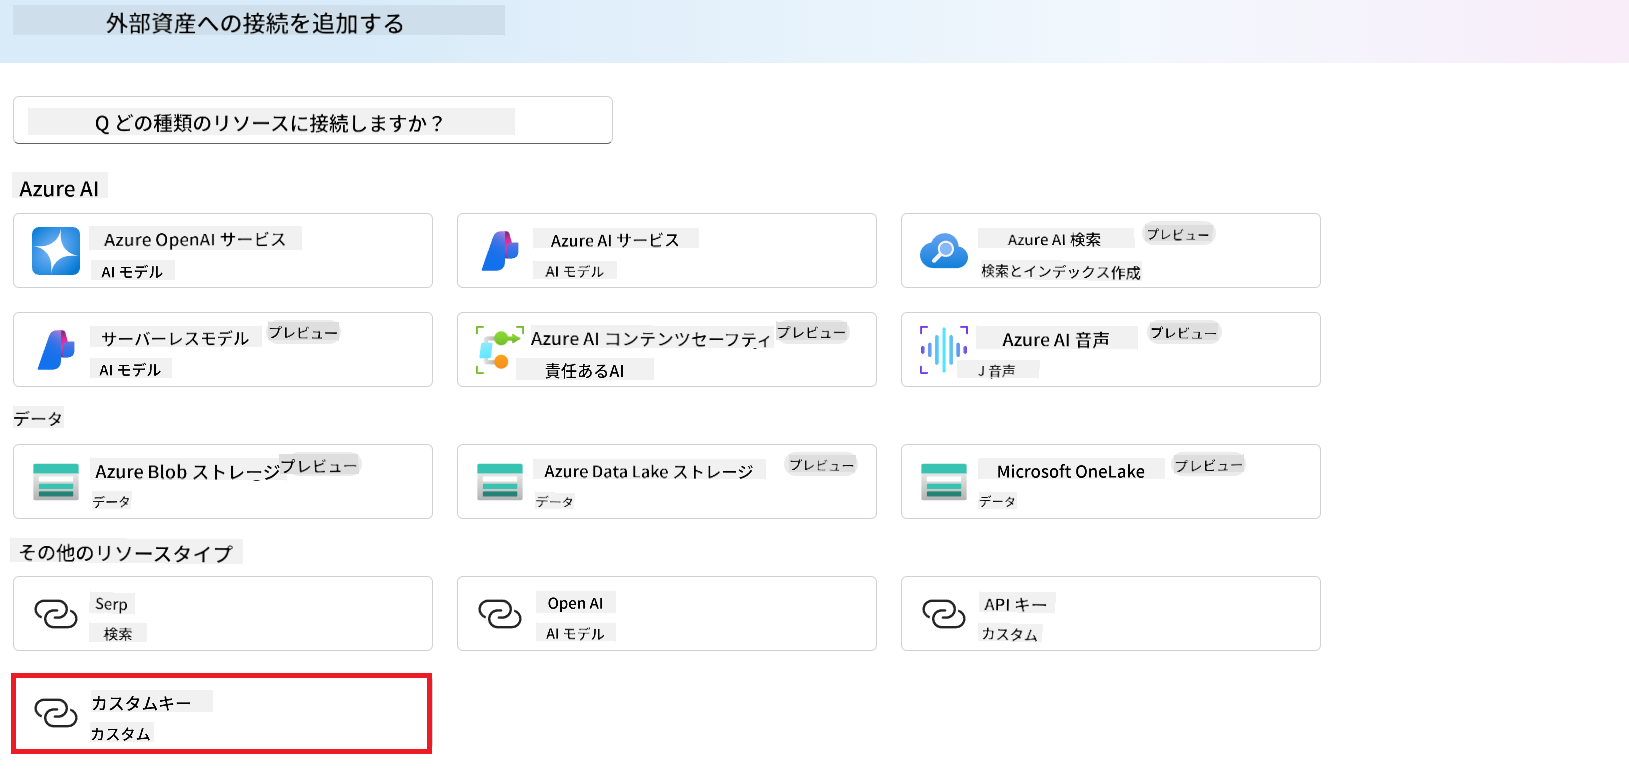 外部資産への接続を追加する
Q どの種類のリソースに接続しますか？
Azure AI
Azure OpenAI サービス
AI モデル
Azure AI サービス
AI モデル
Azure AI 検索
プレビュー
検索とインデックス作成
サーバーレスモデル
プレビュー
AI モデル
Azure AI コンテンツセーフティ
プレビュー
責任あるAI
Azure AI 音声
プレビュー
J 音声
データ
Azure Blob ストレージ
プレビュー
データ
Azure Data Lake ストレージ
プレビュー
データ
Microsoft OneLake
プレビュー
データ
その他のリソースタイプ
Serp
検索
Open AI
AI モデル
API キー
カスタム
カスタムキー
カスタム